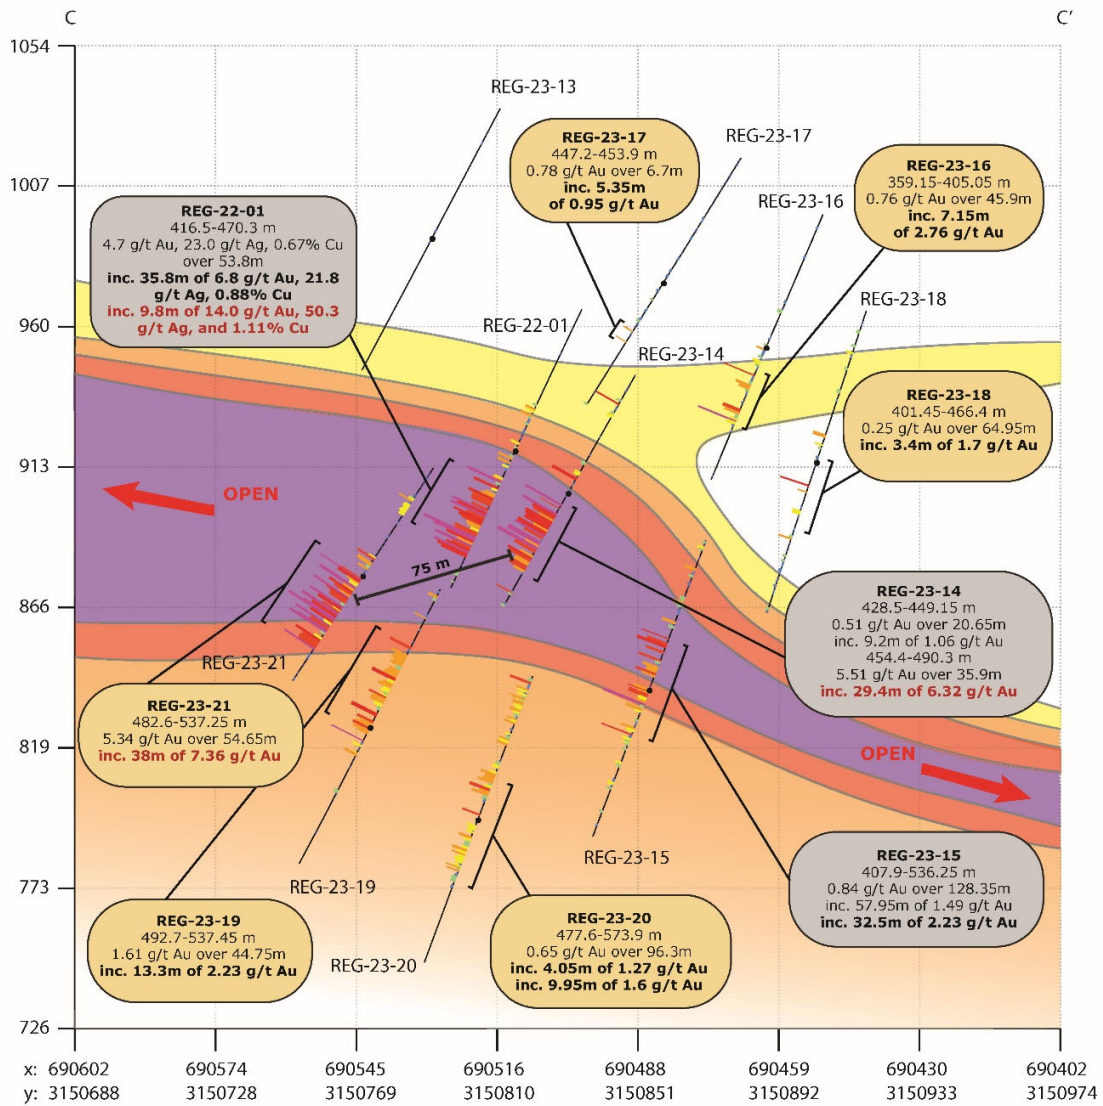 C
C'
1054
1007
960
913
866
819
773
726
REG-23-13
REG-23-17
447.2-453.9 m
0.78 g/t Au over 6.7m
inc. 5.35m
of 0.95 g/t Au
REG-23-17
REG-23-16
359.15-405.05 m
0.76 g/t Au over 45.9m
inc. 7.15m
of 2.76 g/t Au
REG-23-16
REG-22-01
416.5-470.3 m
4.7 g/t Au, 23.0 g/t Ag, 0.67% Cu
over 53.8m
inc. 35.8m of 6.8 g/t Au, 21.8
g/t Ag, 0.88% Cu
inc. 9.8m of 14.0 g/t Au, 50.3
g/t Ag, and 1.11% Cu
REG-23-18
REG-22-01
REG-23-14
REG-23-18
401.45-466.4 m
0.25 g/t Au over 64.95m
inc. 3.4m of 1.7 g/t Au
OPEN
75 m
REG-23-14
428.5-449.15 m
0.51 g/t Au over 20.65m
inc. 9.2m of 1.06 g/t Au
454.4-490.3 m
5.51 g/t Au over 35.9m
inc. 29.4m of 6.32 g/t Au
REG-23-21
REG-23-21
482.6-537.25 m
5.34 g/t Au over 54.65m
inc. 38m of 7.36 g/t Au
OPEN
REG-23-15
REG-23-15
407.9-536.25 m
0.84 g/t Au over 128.35m
inc. 57.95m of 1.49 g/t Au
inc. 32.5m of 2.23 g/t Au
REG-23-19
REG-23-19
492.7-537.45 m
1.61 g/t Au over 44.75m
inc. 13.3m of 2.23 g/t Au
REG-23-20
477.6-573.9 m
0.65 g/t Au over 96.3m
inc. 4.05m of 1.27 g/t Au
inc. 9.95m of 1.6 g/t Au
REG-23-20
x: 690602 690574 690545 690516 690488 690459 690430 690402
y: 3150688 3150728 3150769 3150810 3150851 3150892 3150933 3150974